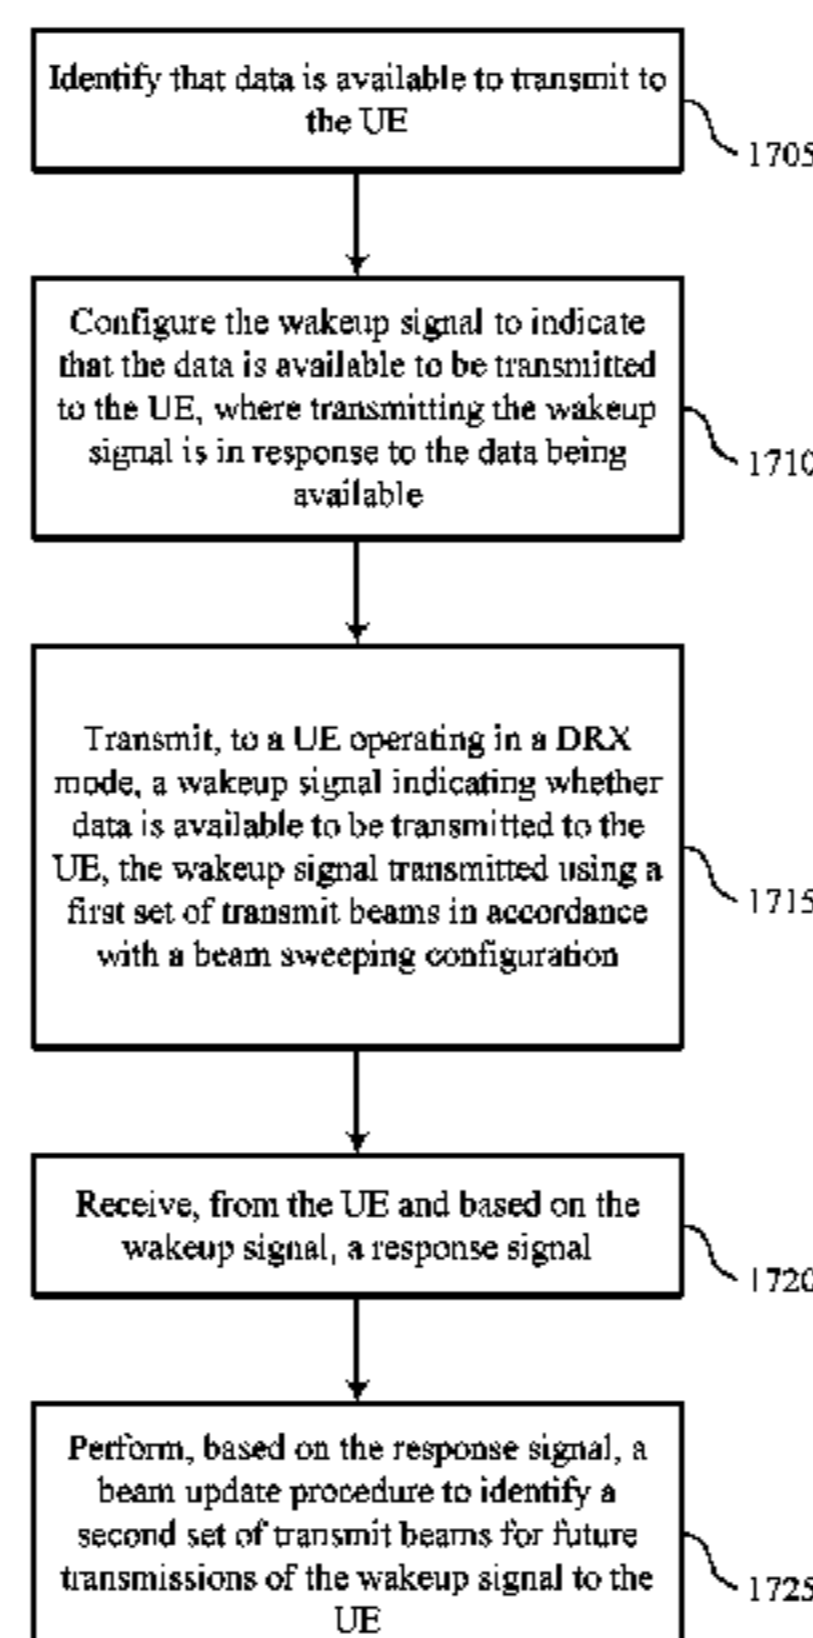 Identify that data is available to transmit to
the UE
1705
Configure the wakeup signal to indicate
that the data is available to be transmitted
to the UE, where transmitting the wakeup
signal is in response to the data being
available
1710
Transmit, to a UE operating in a DRX
mode, a wakeup signal indicating whether
data is available to be transmitted to the
UE, the wakeup signal transmitted using a
first set of transmit beams in accordance
with a beam sweeping configuration
1715
Receive, from the UE and based on the
wakeup signal, a response signal
1720
Perform, based on the response signal, a
beam update procedure to identify a
second set of transmit beams for future
transmissions of the wakeup signal to the
UE
1725